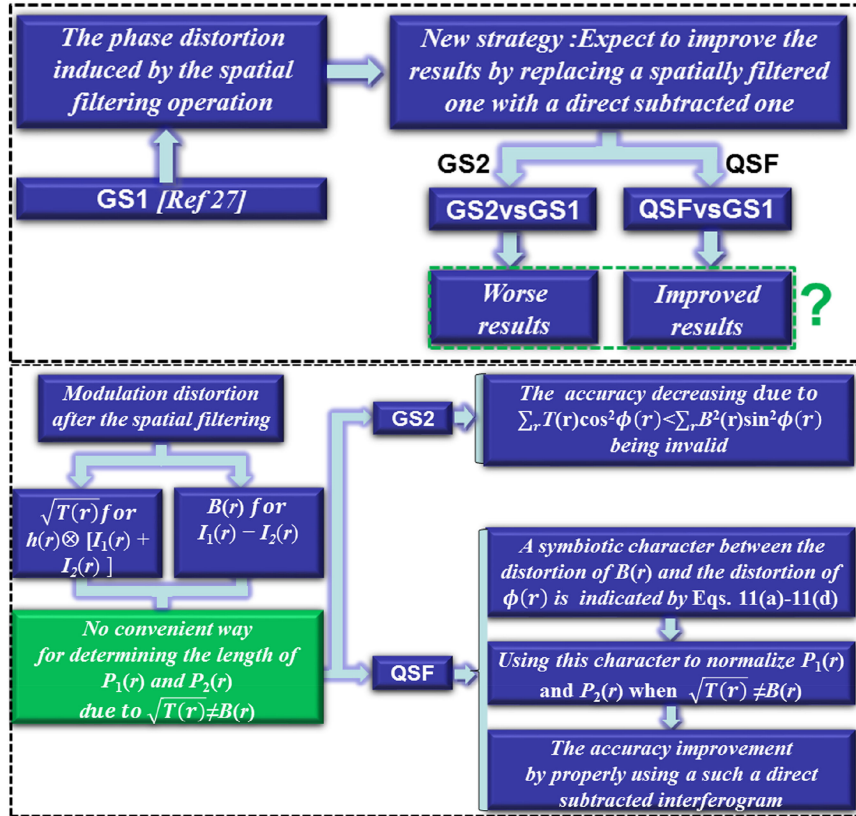 The phase distortion
induced by the spatial
filtering operation
New strategy :Expect to improve the
results by replacing a spatially filtered
one with a direct subtracted one
GS1 [Ref 27]
GS2
QSF
GS2vsGS1
QSFvsGS1
Worse
results
Improved
results
?
Modulation distortion
after the spatial filtering
√T(r) for
h(r)⊗ [I₁(r) +
I₂(r) ]
B(r) for
I₁(r) − I₂(r)
No convenient way
for determining the length of
P₁(r) and P₂(r)
due to √T(r)≠B(r)
GS2
The accuracy decreasing due to
∑ᵣT(r)cos²ϕ(r)<∑ᵣB²(r)sin²ϕ(r)
being invalid
QSF
A symbiotic character between the
distortion of B(r) and the distortion of
ϕ(r) is indicated by Eqs. 11(a)-11(d)
Using this character to normalize P₁(r)
and P₂(r) when √T(r) ≠B(r)
The accuracy improvement
by properly using a such a direct
subtracted interferogram